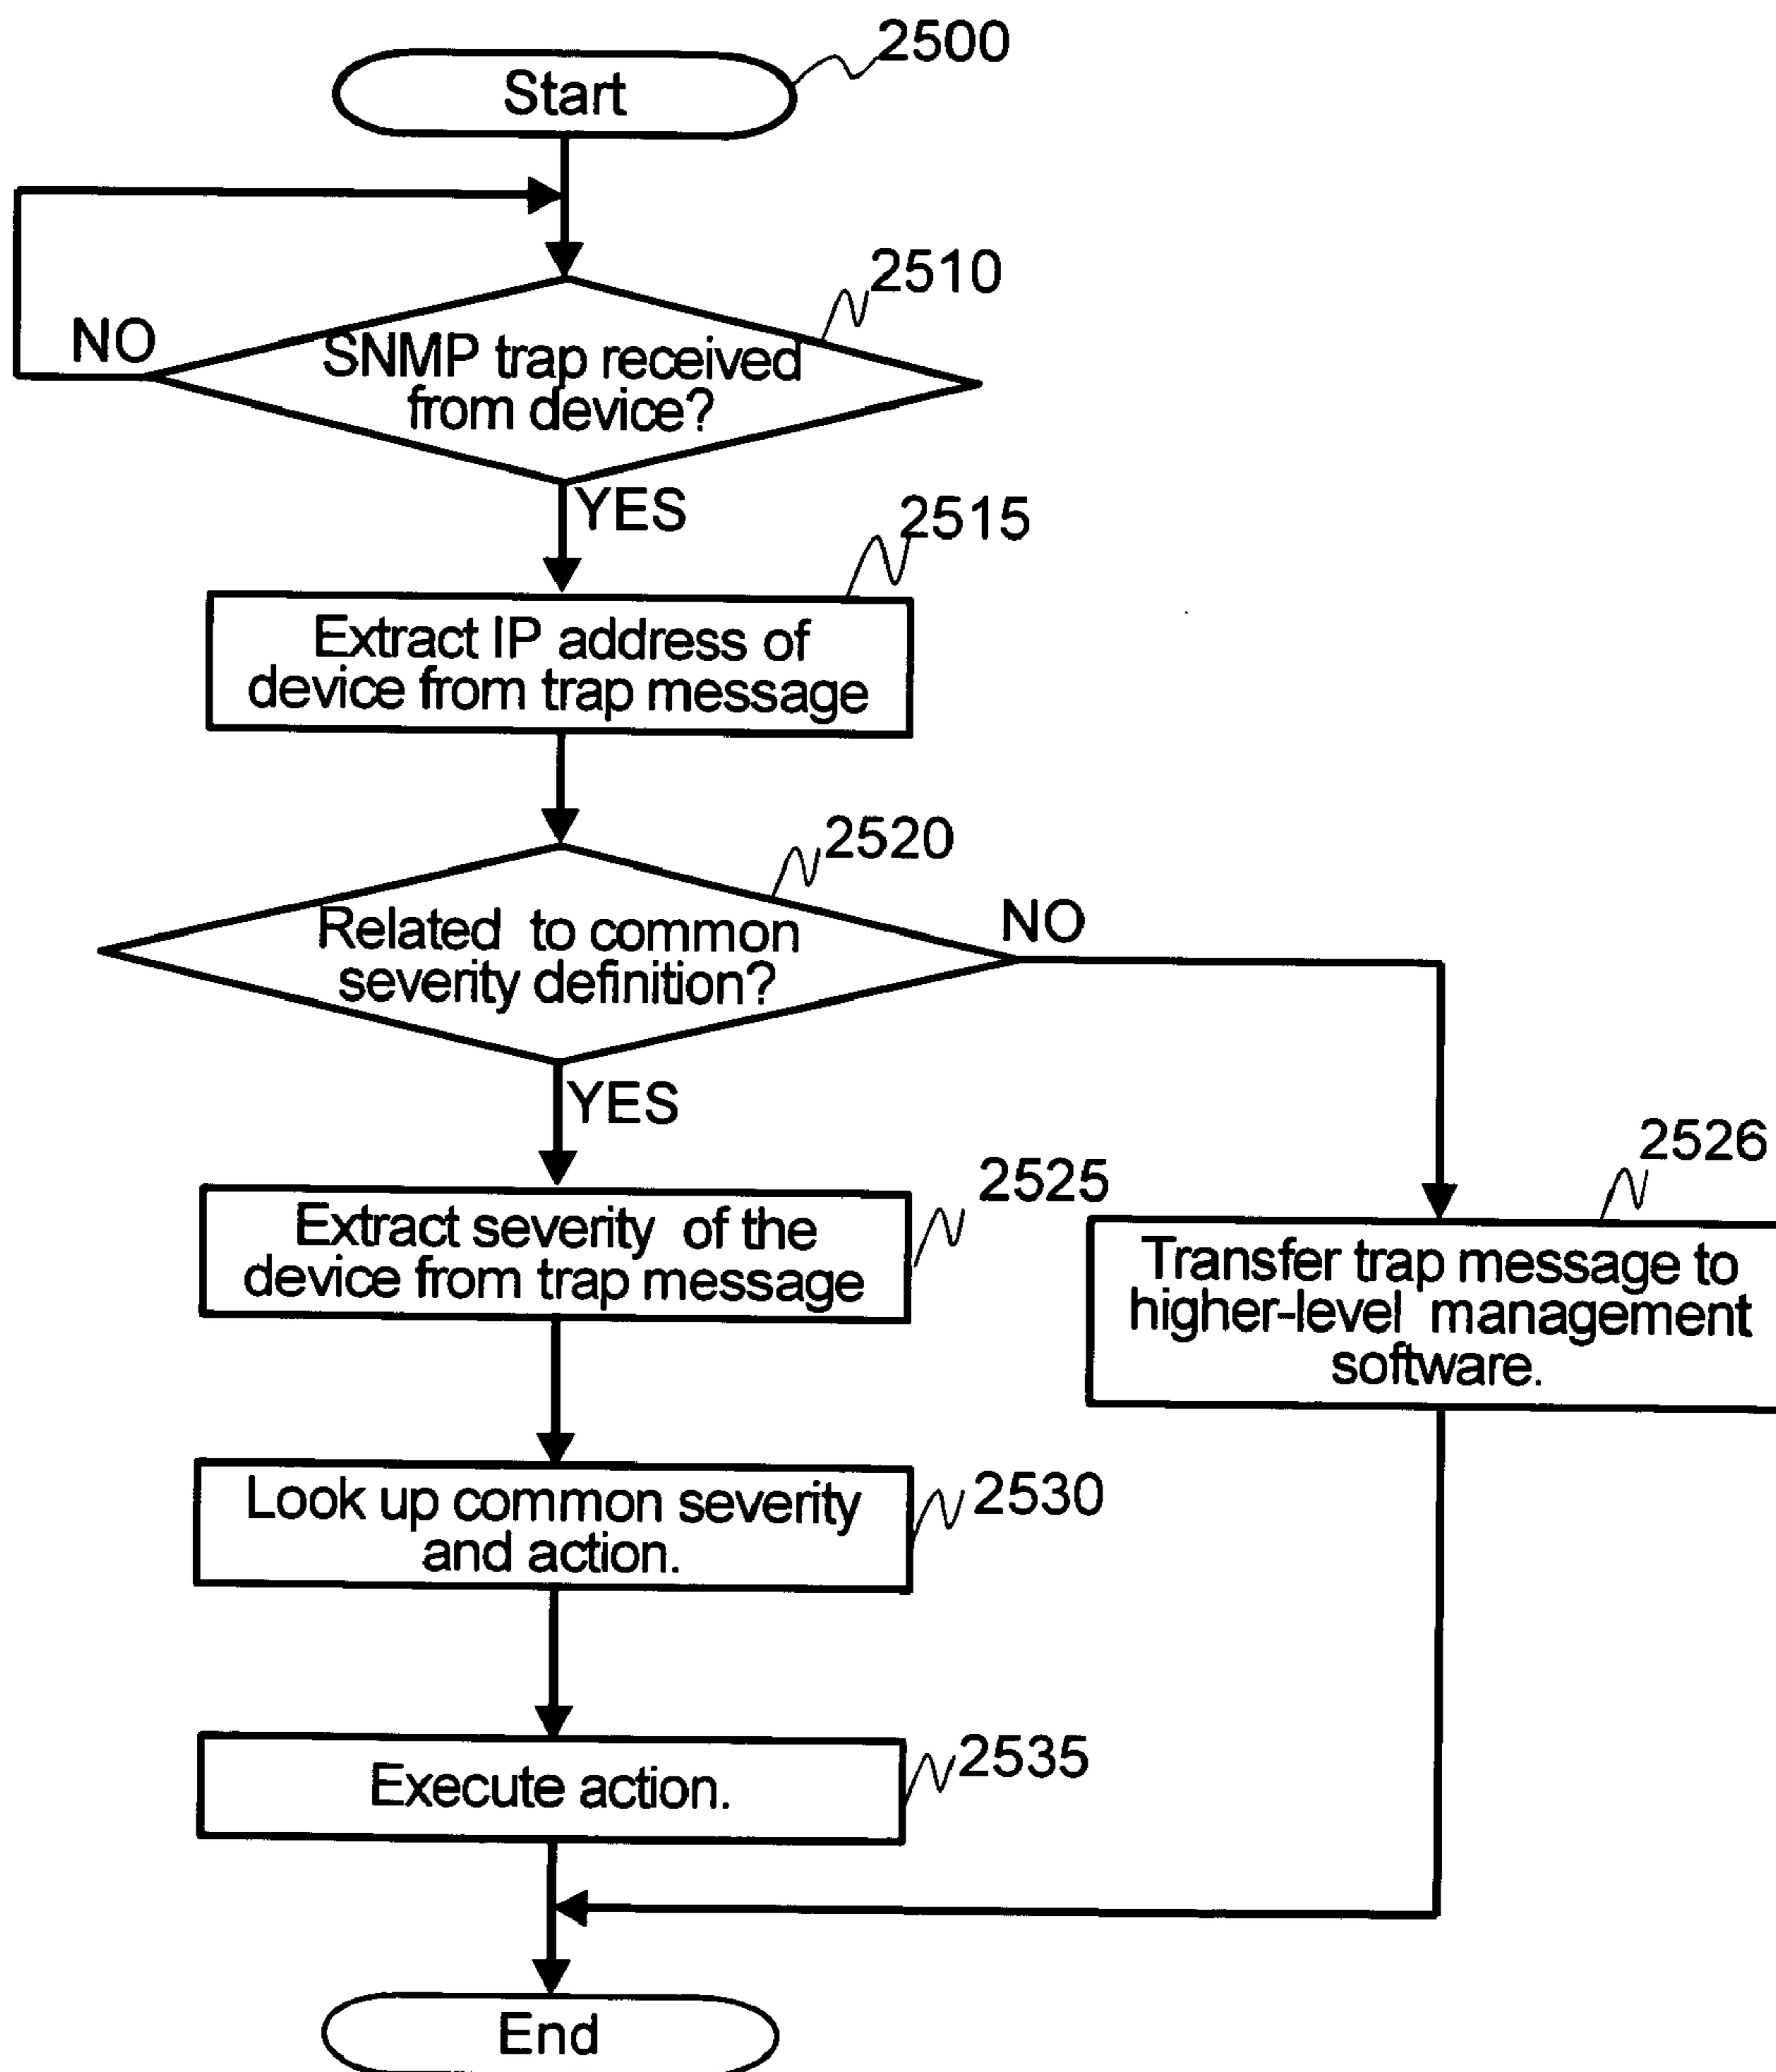 2500
Start
2510
NO
SNMP trap received
from device?
YES
2515
Extract IP address of
device from trap message
2520
Related to common
severity definition?
NO
YES
2525
Extract severity of the
device from trap message
2526
Transfer trap message to
higher-level management
software.
2530
Look up common severity
and action.
2535
Execute action.
End